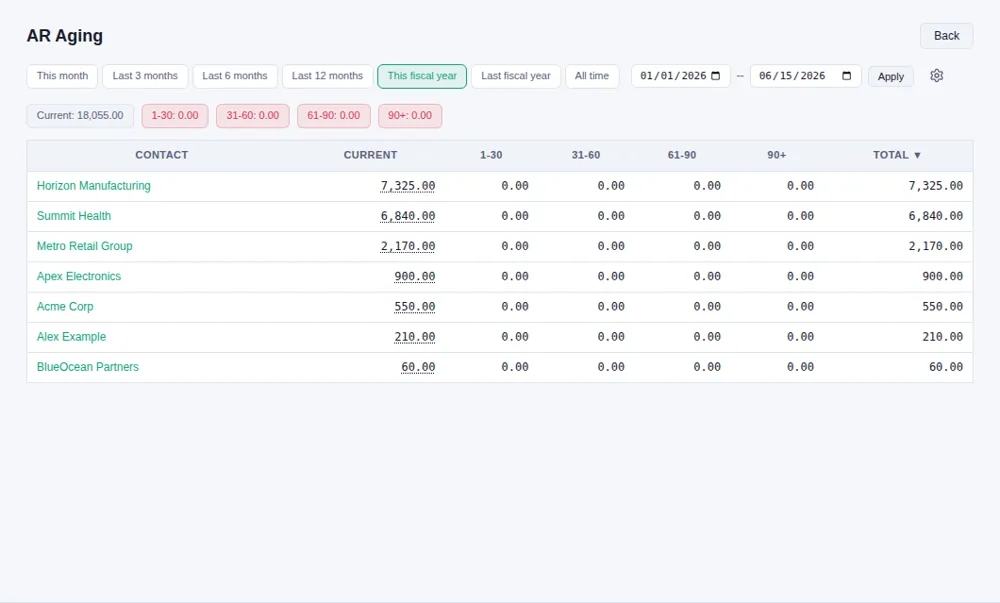 AR Aging
Back
This month Last 3 months Last 6 months Last 12 months This fiscal year Last fiscal year All time 01/01/2026 -- 06/15/2026 Apply
Current: 18,055.00 1-30: 0.00 31-60: 0.00 61-90: 0.00 90+: 0.00
CONTACT CURRENT 1-30 31-60 61-90 90+ TOTAL ▼
Horizon Manufacturing 7,325.00 0.00 0.00 0.00 0.00 7,325.00
Summit Health 6,840.00 0.00 0.00 0.00 0.00 6,840.00
Metro Retail Group 2,170.00 0.00 0.00 0.00 0.00 2,170.00
Apex Electronics 900.00 0.00 0.00 0.00 0.00 900.00
Acme Corp 550.00 0.00 0.00 0.00 0.00 550.00
Alex Example 210.00 0.00 0.00 0.00 0.00 210.00
BlueOcean Partners 60.00 0.00 0.00 0.00 0.00 60.00